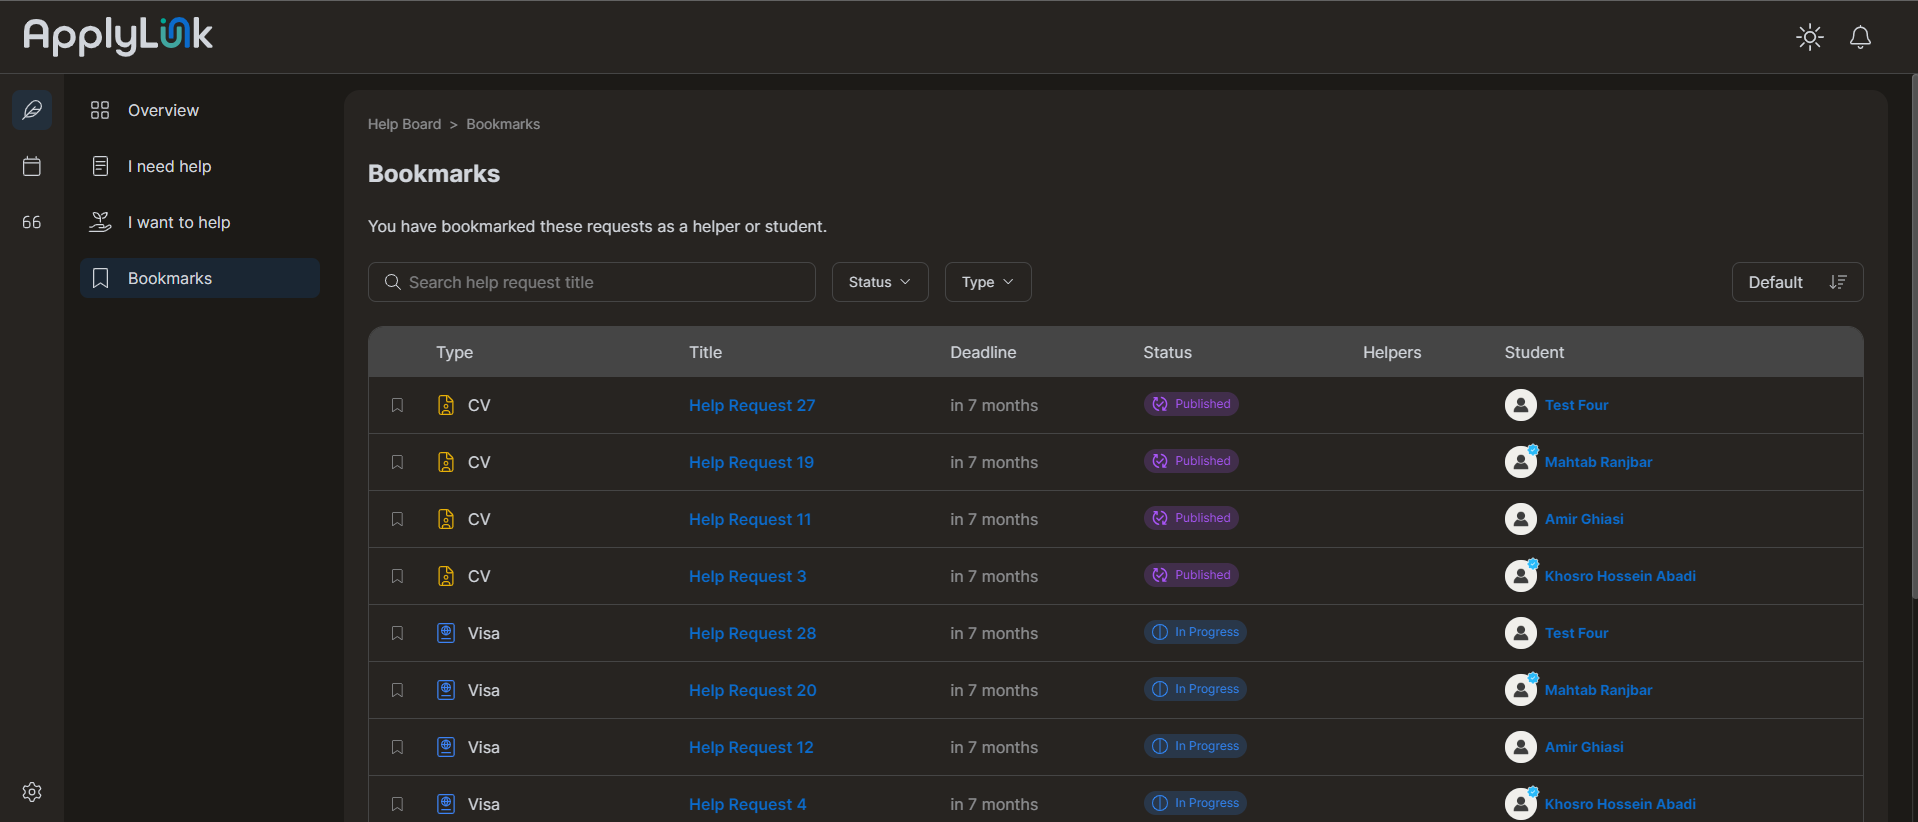 ApplyLink
Overview
I need help
I want to help
Bookmarks
Help Board > Bookmarks
Bookmarks
You have bookmarked these requests as a helper or student.
Search help request title
Status
Type
Default
Type Title Deadline Status Helpers Student
CV Help Request 27 in 7 months Published Test Four
CV Help Request 19 in 7 months Published Mahtab Ranjbar
CV Help Request 11 in 7 months Published Amir Ghiasi
CV Help Request 3 in 7 months Published Khosro Hossein Abadi
Visa Help Request 28 in 7 months In Progress Test Four
Visa Help Request 20 in 7 months In Progress Mahtab Ranjbar
Visa Help Request 12 in 7 months In Progress Amir Ghiasi
Visa Help Request 4 in 7 months In Progress Khosro Hossein Abadi